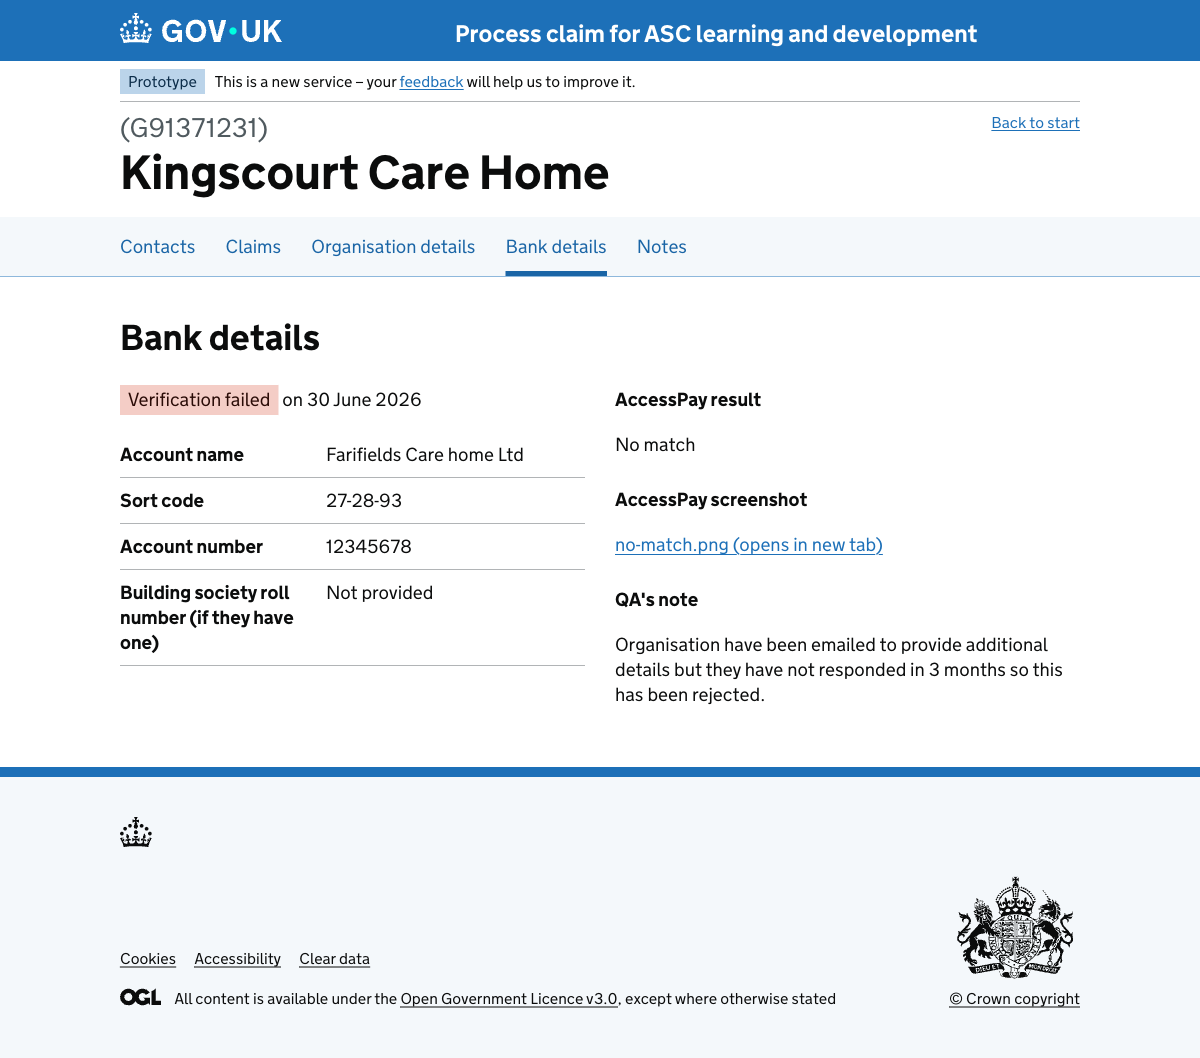 GOV•UK
Process claim for ASC learning and development
Prototype This is a new service – your feedback will help us to improve it.
(G91371231)
Back to start
Kingscourt Care Home
Contacts Claims Organisation details Bank details Notes
Bank details
Verification failed on 30 June 2026
Account name Farifields Care home Ltd
Sort code 27-28-93
Account number 12345678
Building society roll Not provided
number (if they have
one)
AccessPay result
No match
AccessPay screenshot
no-match.png (opens in new tab)
QA's note
Organisation have been emailed to provide additional
details but they have not responded in 3 months so this
has been rejected.
Cookies Accessibility Clear data
OGL All content is available under the Open Government Licence v3.0, except where otherwise stated
© Crown copyright